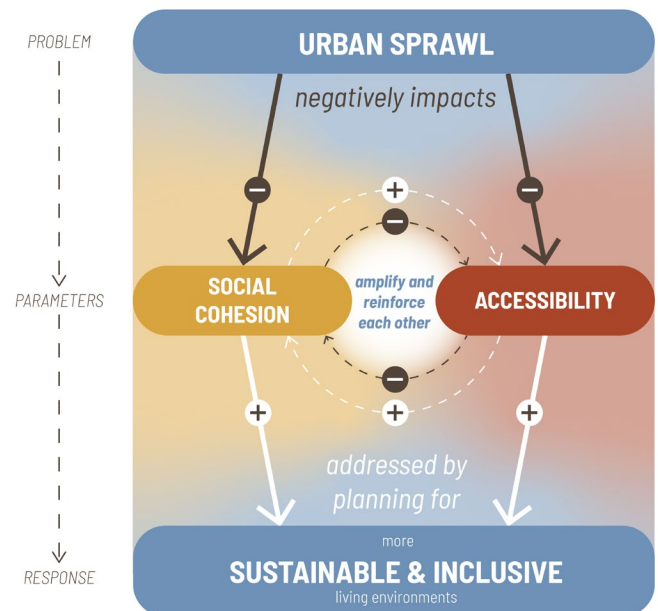 PROBLEM
URBAN SPRAWL
negatively impacts
−
−
+
−
PARAMETERS
SOCIAL
COHESION
amplify and
reinforce
each other
ACCESSIBILITY
−
+
+
+
addressed by
planning for
more
RESPONSE
SUSTAINABLE & INCLUSIVE
living environments